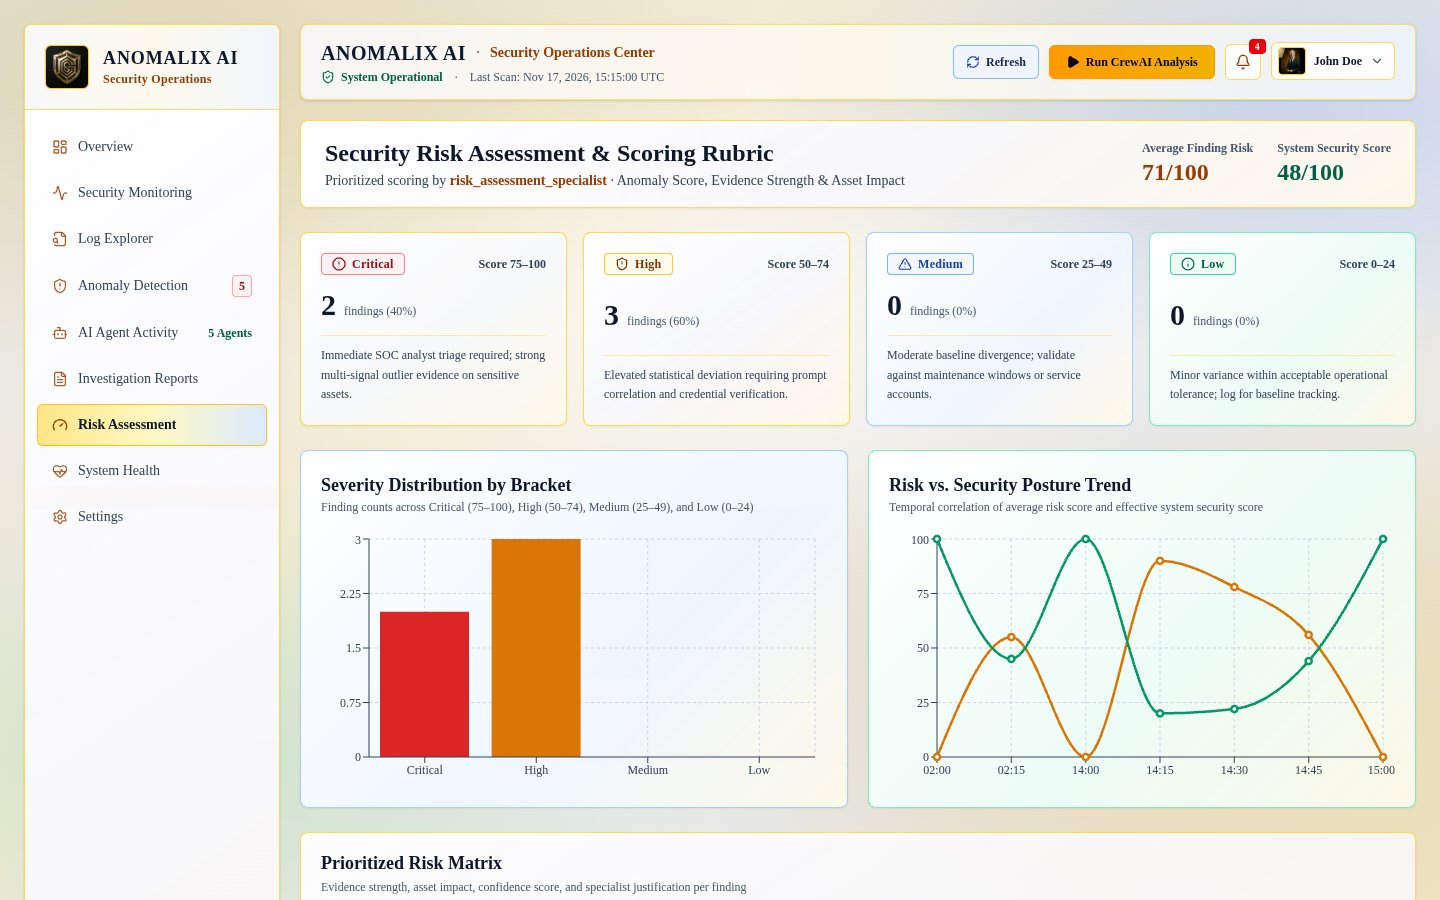 ANOMALIX AI
Security Operations
Overview
Security Monitoring
Log Explorer
Anomaly Detection 5
AI Agent Activity 5 Agents
Investigation Reports
Risk Assessment
System Health
Settings
ANOMALIX AI · Security Operations Center
System Operational · Last Scan: Nov 17, 2026, 15:15:00 UTC
Refresh
Run CrewAI Analysis
4
John Doe
Security Risk Assessment & Scoring Rubric
Prioritized scoring by risk_assessment_specialist · Anomaly Score, Evidence Strength & Asset Impact
Average Finding Risk
71/100
System Security Score
48/100
Critical Score 75–100
2 findings (40%)
Immediate SOC analyst triage required; strong
multi-signal outlier evidence on sensitive
assets.
High Score 50–74
3 findings (60%)
Elevated statistical deviation requiring prompt
correlation and credential verification.
Medium Score 25–49
0 findings (0%)
Moderate baseline divergence; validate
against maintenance windows or service
accounts.
Low Score 0–24
0 findings (0%)
Minor variance within acceptable operational
tolerance; log for baseline tracking.
Severity Distribution by Bracket
Finding counts across Critical (75–100), High (50–74), Medium (25–49), and Low (0–24)
3
2.25
1.5
0.75
0
Critical High Medium Low
Risk vs. Security Posture Trend
Temporal correlation of average risk score and effective system security score
100
75
50
25
0
02:00 02:15 14:00 14:15 14:30 14:45 15:00
Prioritized Risk Matrix
Evidence strength, asset impact, confidence score, and specialist justification per finding